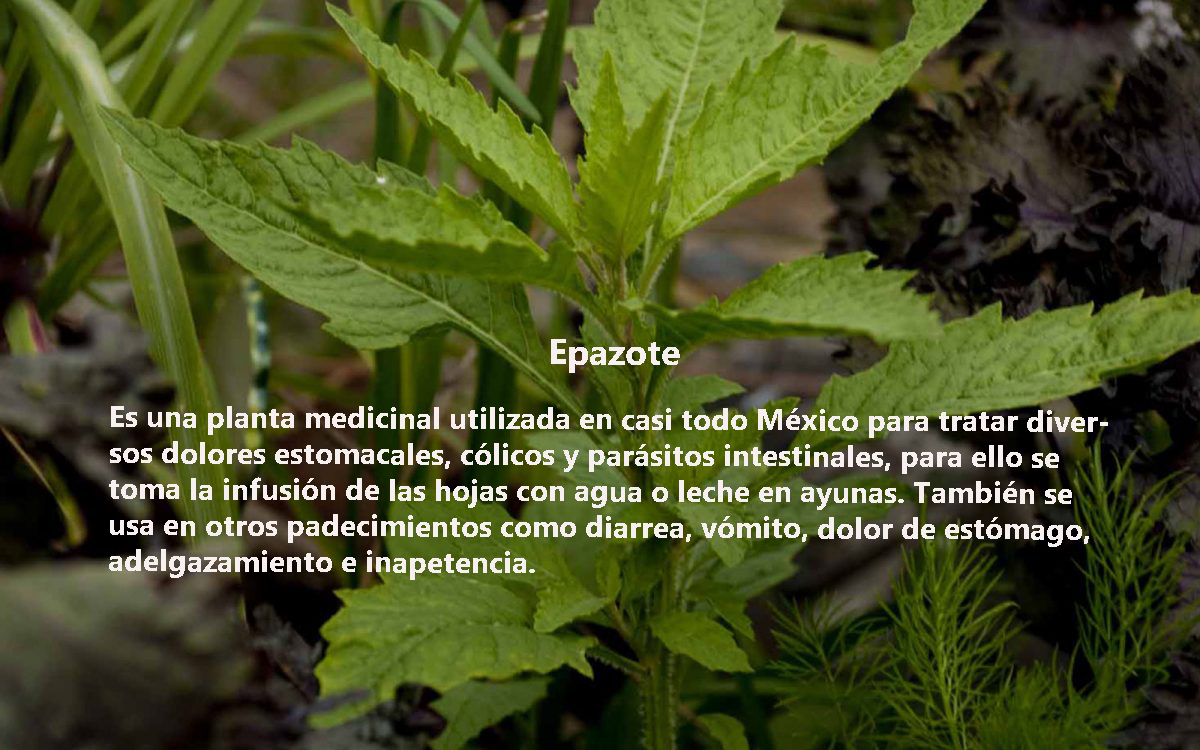 Epazote
Es una planta medicinal utilizada en casi todo México para tratar diver-
sos dolores estomacales, cólicos y parásitos intestinales, para ello se
toma la infusión de las hojas con agua o leche en ayunas. También se
usa en otros padecimientos como diarrea, vómito, dolor de estómago,
adelgazamiento e inapetencia.